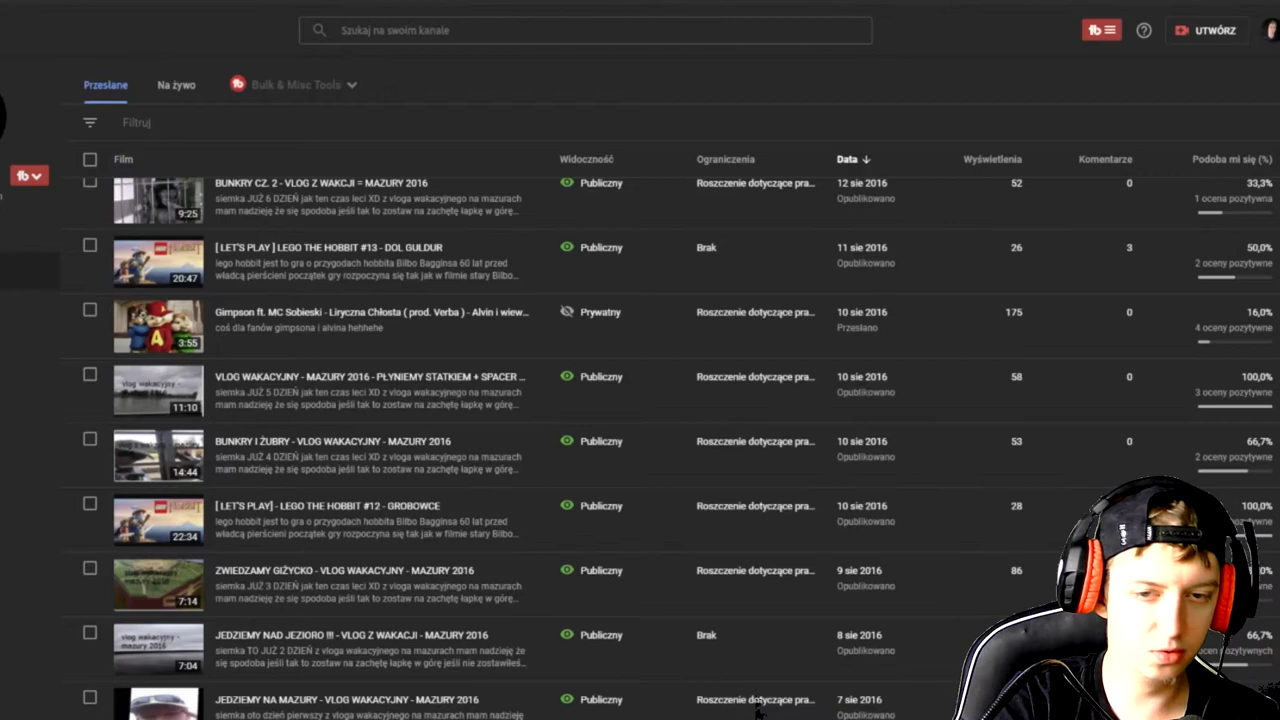 Szukaj na swoim kanale
UTWÓRZ
Przesłane Na żywo Bulk & Misc Tools
Filtruj
Film Widoczność Ograniczenia Data Wyświetlenia Komentarze Podoba mi się (%)
BUNKRY CZ. 2 - VLOG Z WAKCJI = MAZURY 2016 Publiczny Roszczenie dotyczące pra... 12 sie 2016 52 0 33,3%
siemka JUŻ 6 DZIEŃ jak ten czas leci XD z vloga wakacyjnego na mazurach Opublikowano 1 ocena pozytywna
mam nadzieję że się spodoba jeśli tak to zostaw na zachętę łapkę w górę...
9:25
[ LET'S PLAY ] LEGO THE HOBBIT #13 - DOL GULDUR Publiczny Brak 11 sie 2016 26 3 50,0%
lego hobbit jest to gra o przygodach hobbita Bilbo Bagginsa 60 lat przed Opublikowano 2 oceny pozytywne
władcą pierścieni początek gry rozpoczyna się tak jak w filmie stary Bilbo...
20:47
Gimpson ft. MC Sobieski - Liryczna Chłosta ( prod. Verba ) - Alvin i wiew... Prywatny Roszczenie dotyczące pra... 10 sie 2016 175 0 16,0%
coś dla fanów gimpsona i alvina hehhehe Przesłano 4 oceny pozytywne
3:55
VLOG WAKACYJNY - MAZURY 2016 - PŁYNIEMY STATKIEM + SPACER ... Publiczny Roszczenie dotyczące pra... 10 sie 2016 58 0 100,0%
siemka JUŻ 5 DZIEŃ jak ten czas leci XD z vloga wakacyjnego na mazurach Opublikowano 3 oceny pozytywne
mam nadzieję że się spodoba jeśli tak to zostaw na zachętę łapkę w górę...
vlog wakacyjny -
11:10
BUNKRY I ŻUBRY - VLOG WAKACYJNY - MAZURY 2016 Publiczny Roszczenie dotyczące pra... 10 sie 2016 53 0 66,7%
siemka JUŻ 4 DZIEŃ jak ten czas leci XD z vloga wakacyjnego na mazurach Opublikowano 2 oceny pozytywne
mam nadzieję że się spodoba jeśli tak to zostaw na zachętę łapkę w górę...
14:44
[ LET'S PLAY] - LEGO THE HOBBIT #12 - GROBOWCE Publiczny Roszczenie dotyczące pra... 10 sie 2016 28 100,0%
lego hobbit jest to gra o przygodach hobbita Bilbo Bagginsa 60 lat przed Opublikowano
władcą pierścieni początek gry rozpoczyna się tak jak w filmie stary Bilbo...
22:34
ZWIEDZAMY GIŻYCKO - VLOG WAKACYJNY - MAZURY 2016 Publiczny Roszczenie dotyczące pra... 9 sie 2016 86
siemka JUŻ 3 DZIEŃ jak ten czas leci XD z vloga wakacyjnego na mazurach Opublikowano
mam nadzieję że się spodoba jeśli tak to zostaw na zachętę łapkę w górę...
7:14
JEDZIEMY NAD JEZIORO !!! - VLOG Z WAKACJI - MAZURY 2016 Publiczny Brak 8 sie 2016 66,7%
siemka TO JUŻ 2 DZIEŃ z vloga wakacyjnego na mazurach mam nadzieję że Opublikowano
się spodoba jeśli tak to zostaw na zachętę łapkę w górę jeśli nie zostawiłeś...
vlog wakacyjny -
mazury 2016
7:04
JEDZIEMY NA MAZURY - VLOG WAKACYJNY - MAZURY 2016 Publiczny Roszczenie dotyczące pra... 7 sie 2016
siemka oto dzień pierwszy z vloga wakacyjnego na mazurach mam nadzieję Opublikowano